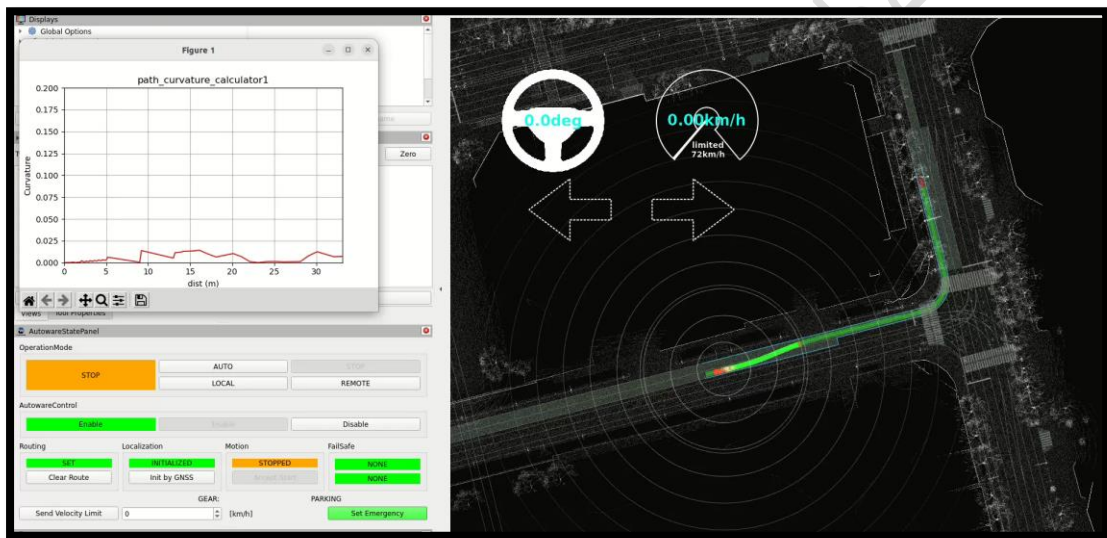 Displays
Global Options
Figure 1
path_curvature_calculator1
0.200
0.175
0.150
0.125
0.100
0.075
0.050
0.025
0.000
Curvature
0 5 10 15 20 25 30
dist (m)
Zero
Views Tool Properties
AutowareStatePanel
OperationMode
STOP AUTO STOP
LOCAL REMOTE
AutowareControl
Enable Enable Disable
Routing Localization Motion FailSafe
SET INITIALIZED STOPPED NONE
Clear Route Init by GNSS Accept Start NONE
GEAR: PARKING
Send Velocity Limit 0 [km/h] Set Emergency
0.0deg
0.00km/h
limited
72km/h